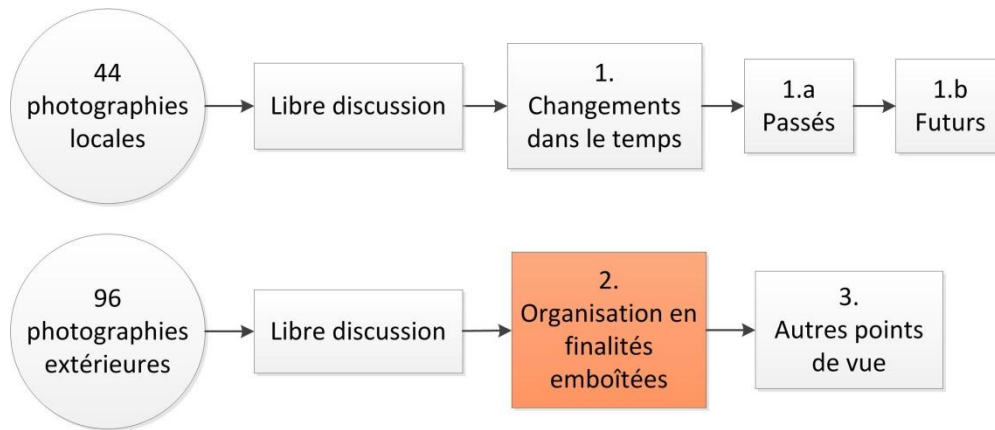 44
photographies
locales
Libre discussion
1.
Changements
dans le temps
1.a
Passés
1.b
Futurs
96
photographies
extérieures
Libre discussion
2.
Organisation en
finalités
emboîtées
3.
Autres points
de vue